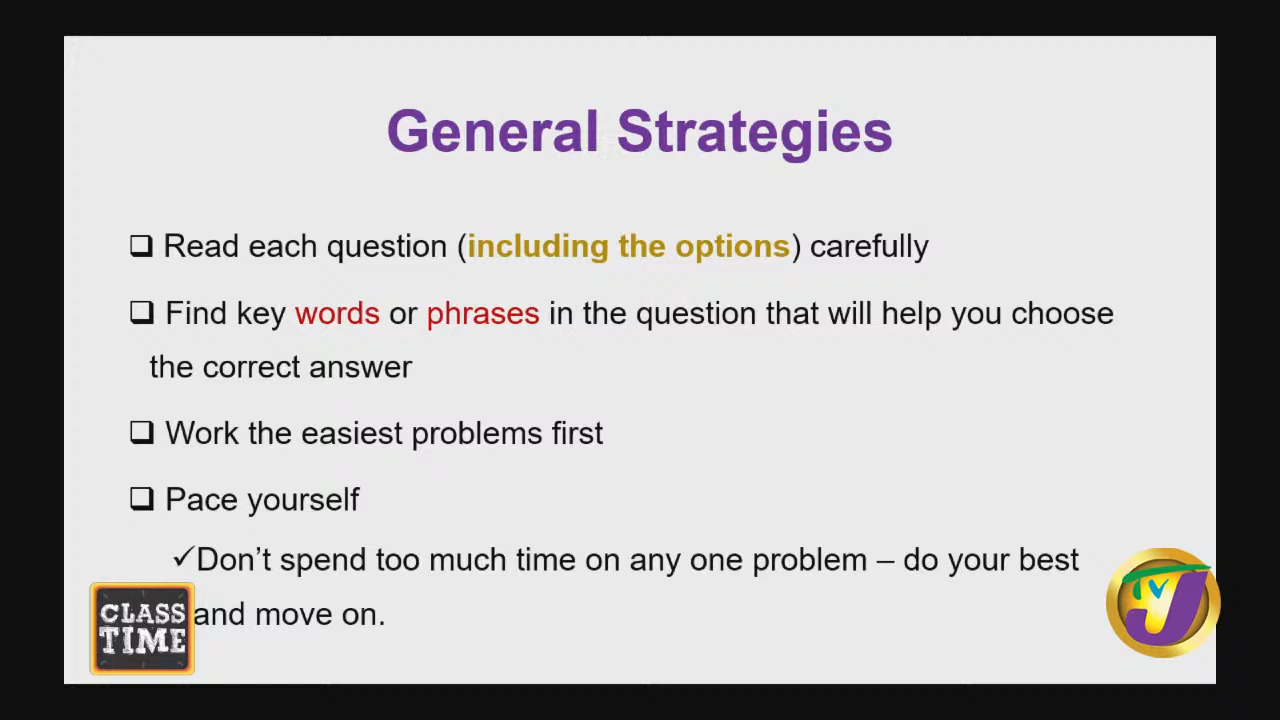 General Strategies
❑ Read each question (including the options) carefully
❑ Find key words or phrases in the question that will help you choose
the correct answer
❑ Work the easiest problems first
❑ Pace yourself
✓Don’t spend too much time on any one problem – do your best
and move on.
CLASS
TIME
TVJ